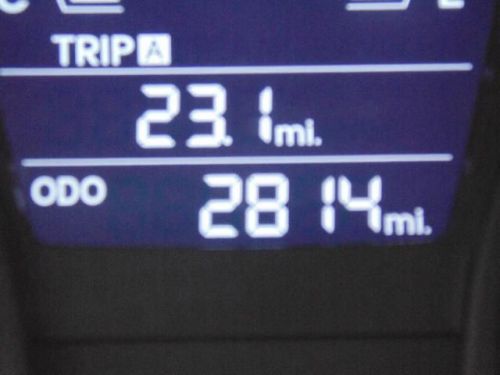 C E
TRIP A
23.1 mi.
ODO 2814 mi.